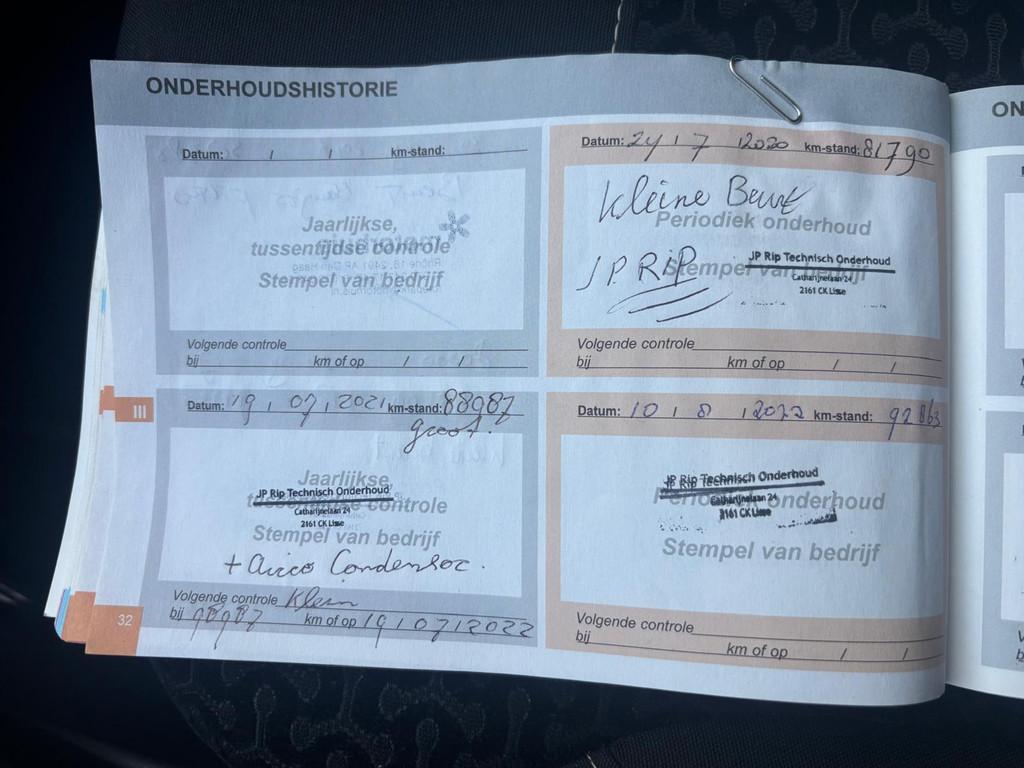 ONDERHOUDSHISTORIE
ON
Datum: / / km-stand:
Jaarlijkse,
tussentijdse controle
Stempel van bedrijf
Volgende controle
bij km of op / /
Datum: 24 / 7 / 2020 km-stand: 81790
Kleine Beurt
Periodiek onderhoud
JP. RIP
Stempel van bedrijf
JP Rip Technisch Onderhoud
Catharijnelaan 24
2161 CK Lisse
Volgende controle
bij km of op / /
III
Datum: 19 / 07 / 2021 km-stand: 88987
groot.
Jaarlijkse
JP Rip Technisch Onderhoud
tussentijdse controle
Catharijnelaan 24
2161 CK Lisse
Stempel van bedrijf
+ Airco Condensor.
Volgende controle Klein
bij 98987 km of op 19 / 07 / 2022
Datum: 10 / 8 / 2022 km-stand: 92863
JP Rip Technisch Onderhoud
Periodiek onderhoud
Catharijnelaan 24
2161 CK Lisse
Stempel van bedrijf
Volgende controle
bij km of op / /
32